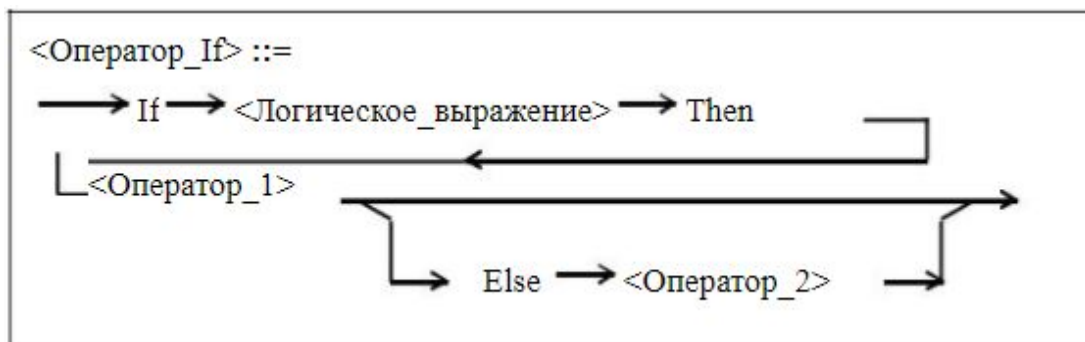 <Оператор_If> ::=
If <Логическое_выражение> Then
<Оператор_1>
Else <Оператор_2>